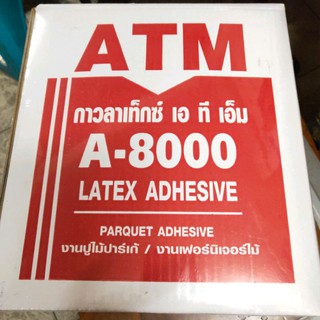 ATM
กาวลาเท็กซ์ เอ ที เอ็ม
A-8000
LATEX ADHESIVE
PARQUET ADHESIVE
งานปูไม้ปาร์เก้ / งานเฟอร์นิเจอร์ไม้